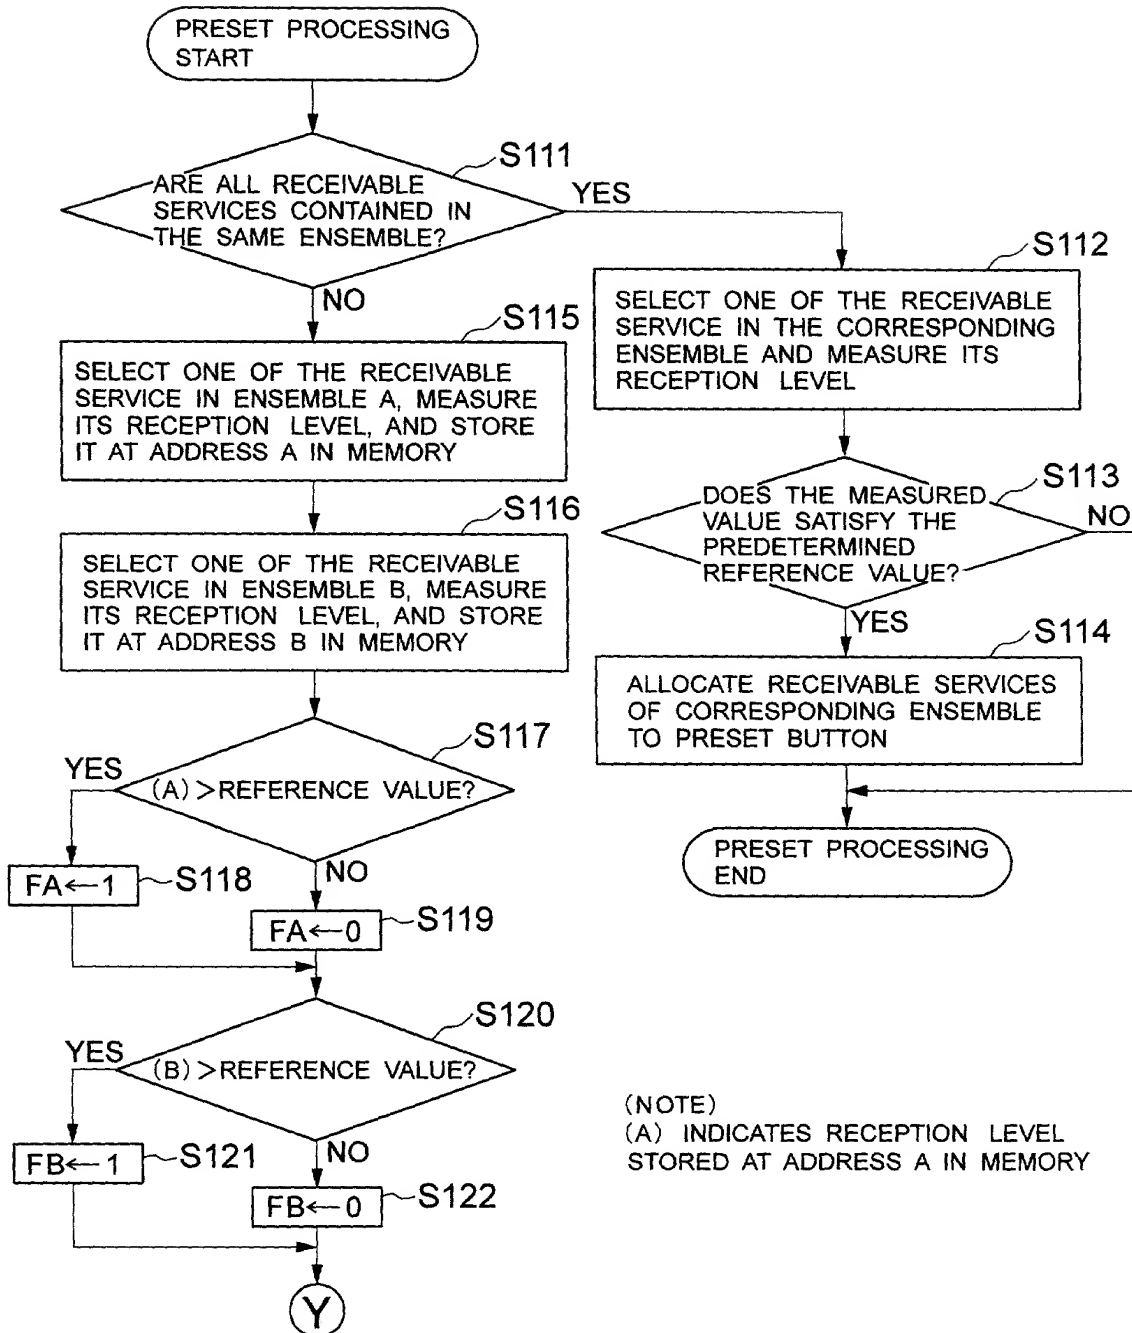 PRESET PROCESSING
START
S111
ARE ALL RECEIVABLE
SERVICES CONTAINED IN
THE SAME ENSEMBLE?
YES
NO
S112
SELECT ONE OF THE RECEIVABLE
SERVICE IN THE CORRESPONDING
ENSEMBLE AND MEASURE ITS
RECEPTION LEVEL
S113
DOES THE MEASURED
VALUE SATISFY THE
PREDETERMINED
REFERENCE VALUE?
NO
YES
S114
ALLOCATE RECEIVABLE SERVICES
OF CORRESPONDING ENSEMBLE
TO PRESET BUTTON
PRESET PROCESSING
END
S115
SELECT ONE OF THE RECEIVABLE
SERVICE IN ENSEMBLE A, MEASURE
ITS RECEPTION LEVEL, AND STORE
IT AT ADDRESS A IN MEMORY
S116
SELECT ONE OF THE RECEIVABLE
SERVICE IN ENSEMBLE B, MEASURE
ITS RECEPTION LEVEL, AND STORE
IT AT ADDRESS B IN MEMORY
S117
YES
(A)>REFERENCE VALUE?
NO
FA←1
S118
FA←0
S119
S120
YES
(B)>REFERENCE VALUE?
NO
FB←1
S121
FB←0
S122
Y
(NOTE)
(A) INDICATES RECEPTION LEVEL
STORED AT ADDRESS A IN MEMORY